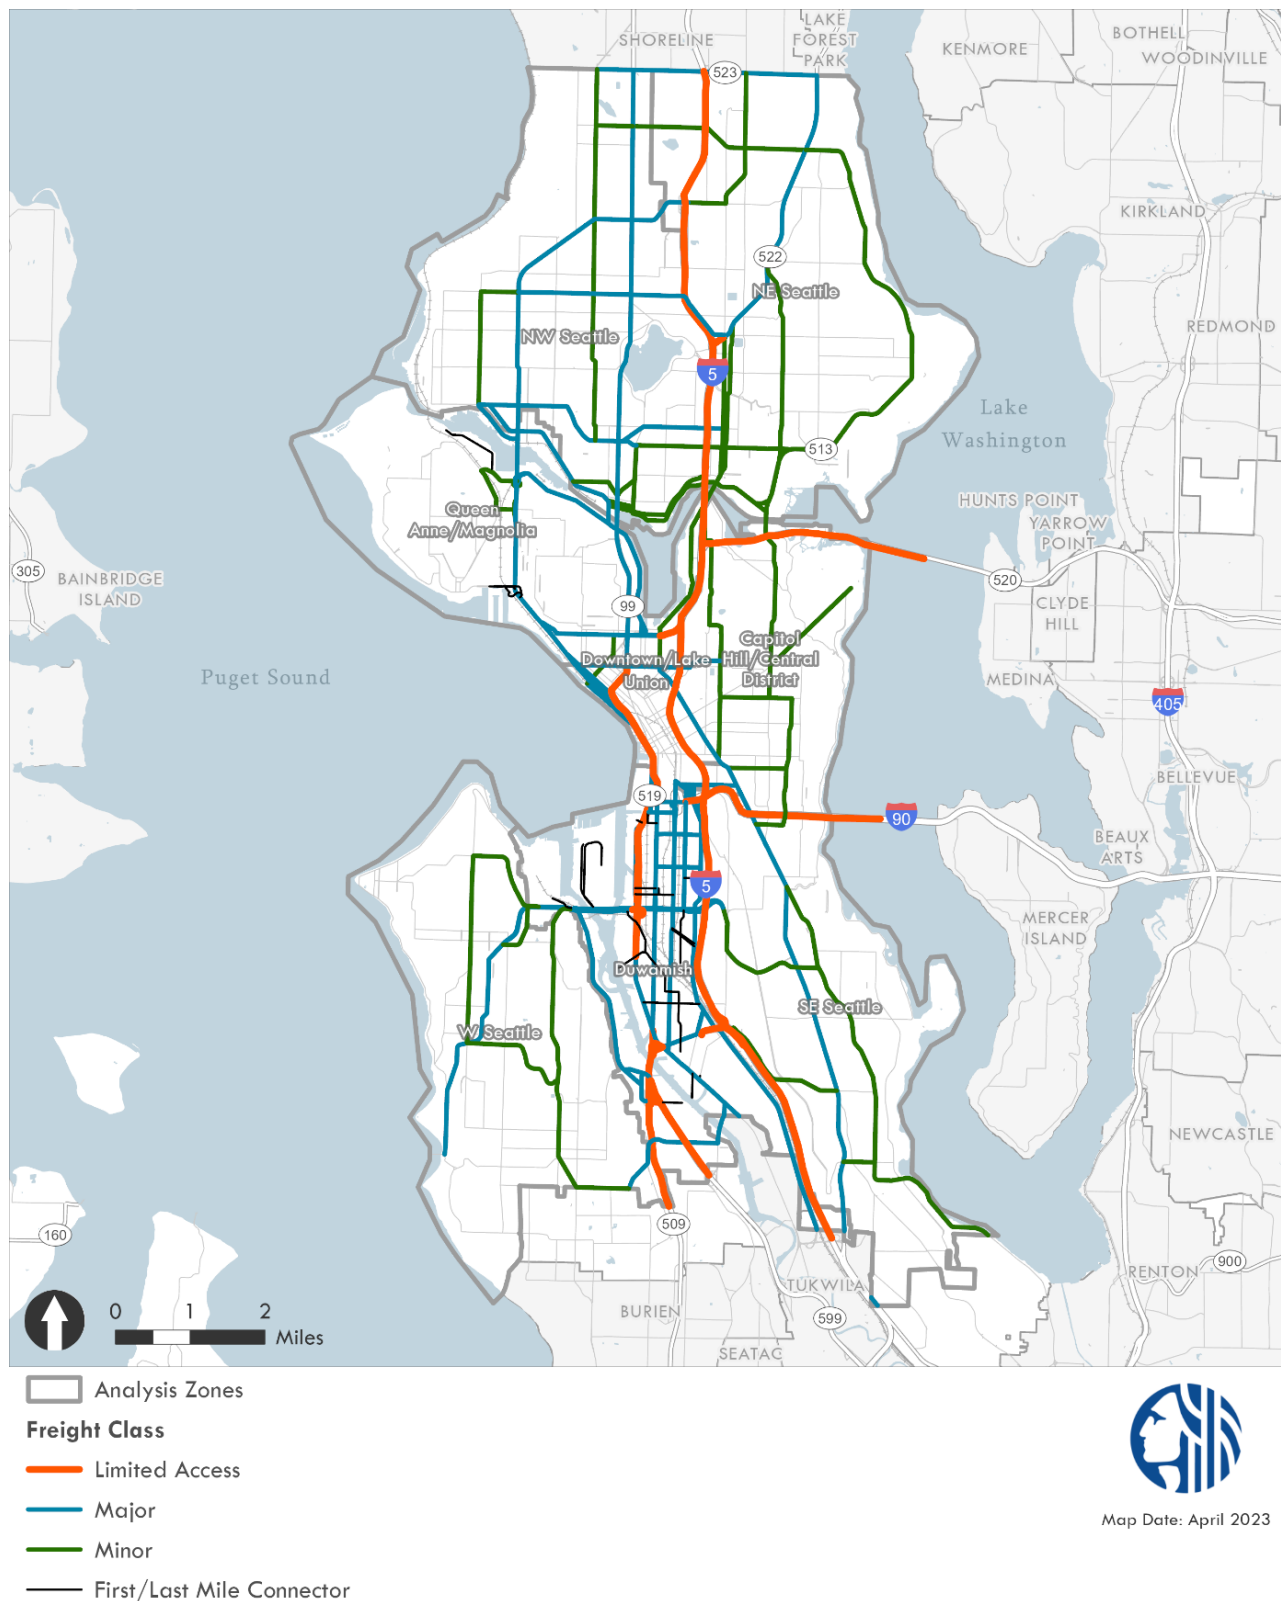 SHORELINE
LAKE
FOREST
PARK
KENMORE
BOTHELL
WOODINVILLE
523
KIRKLAND
522
NE Seattle
REDMOND
NW Seattle
5
Lake
Washington
513
HUNTS POINT
YARROW
POINT
Queen
Anne/Magnolia
305
BAINBRIDGE
ISLAND
520
CLYDE
HILL
99
Capitol
Hill/Central
District
Downtown/Lake
Union
Puget Sound
MEDINA
405
BELLEVUE
519
90
BEAUX
ARTS
5
MERCER
ISLAND
Duwamish
SE Seattle
W Seattle
NEWCASTLE
509
160
900
RENTON
TUKWILA
BURIEN
599
SEATAC
0 1 2
Miles
Analysis Zones
Freight Class
Limited Access
Major
Minor
First/Last Mile Connector
Map Date: April 2023